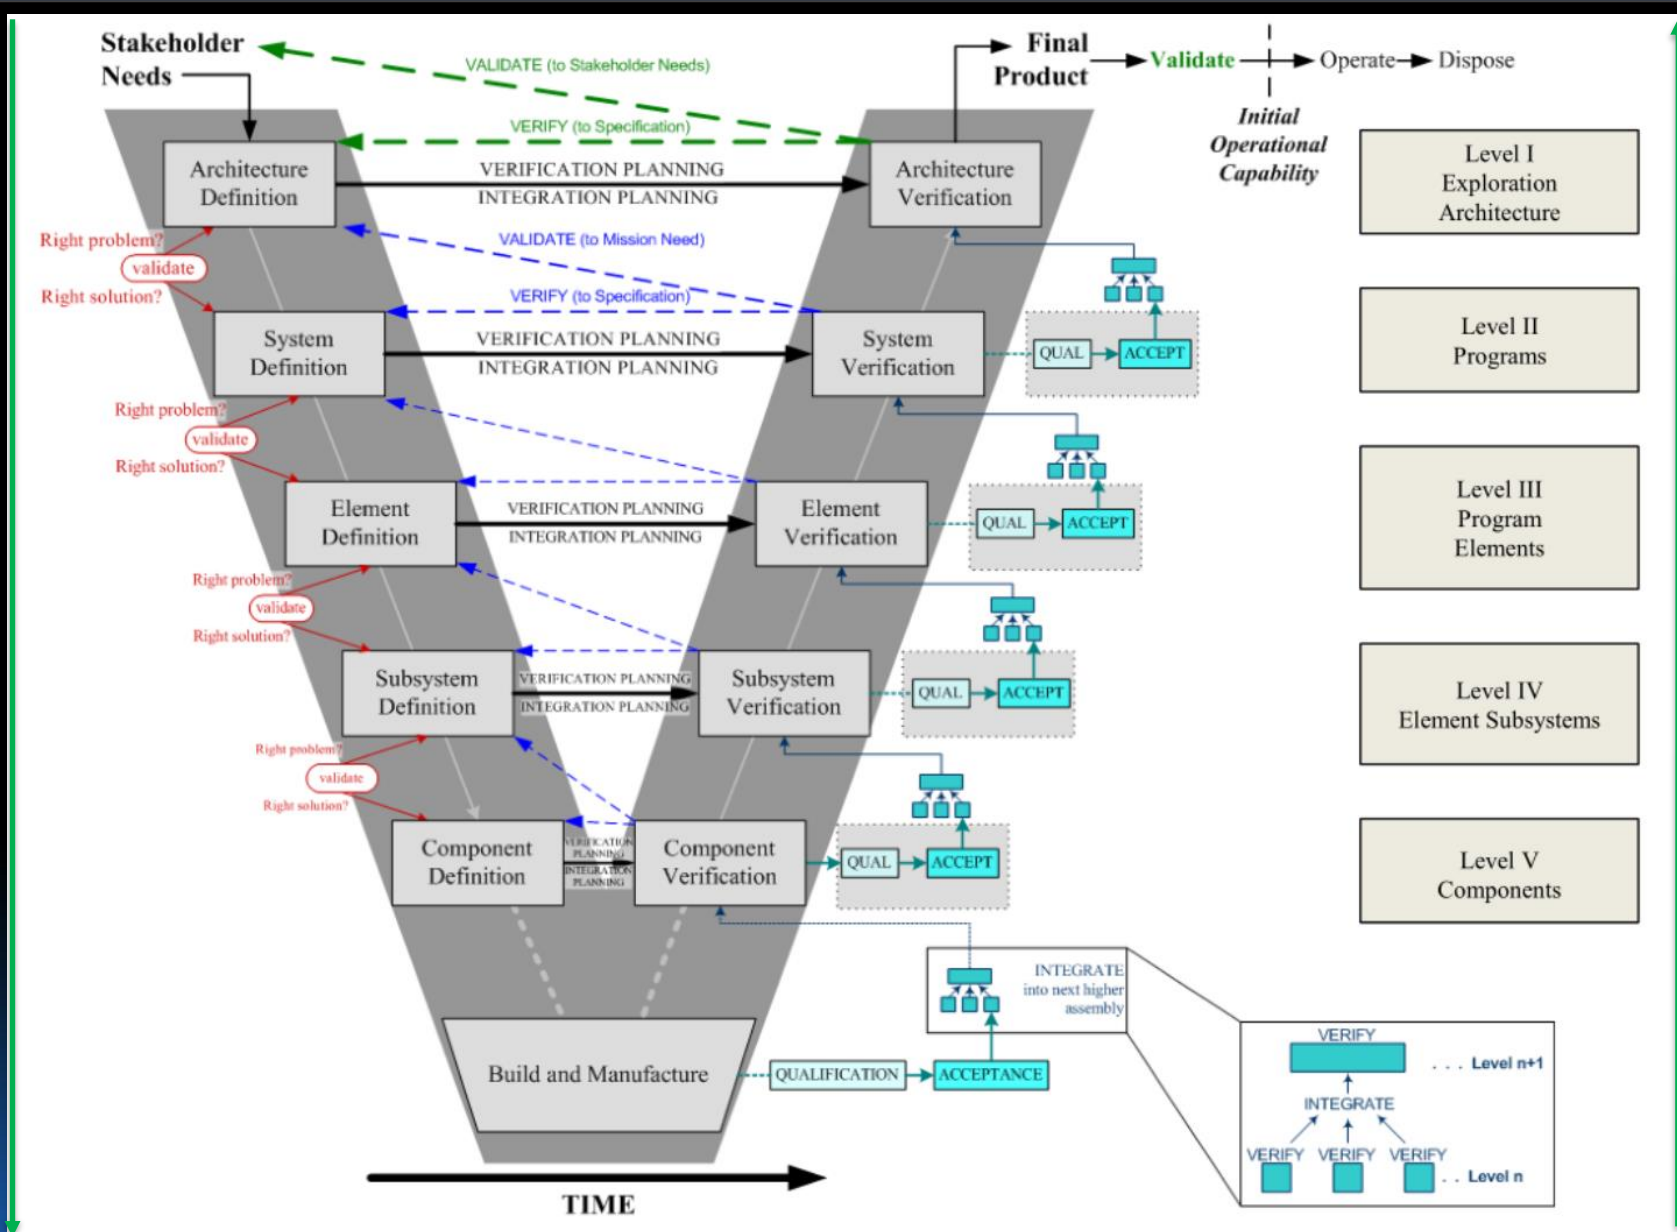 Stakeholder
Needs
VALIDATE (to Stakeholder Needs)
Final
Product
Validate
Operate
Dispose
Initial
Operational
Capability
VERIFY (to Specification)
Architecture
Definition
VERIFICATION PLANNING
INTEGRATION PLANNING
Architecture
Verification
Level I
Exploration
Architecture
Right problem?
validate
Right solution?
VALIDATE (to Mission Need)
VERIFY (to Specification)
System
Definition
VERIFICATION PLANNING
INTEGRATION PLANNING
System
Verification
QUAL
ACCEPT
Level II
Programs
Right problem?
validate
Right solution?
Element
Definition
VERIFICATION PLANNING
INTEGRATION PLANNING
Element
Verification
QUAL
ACCEPT
Level III
Program
Elements
Right problem?
validate
Right solution?
Subsystem
Definition
VERIFICATION PLANNING
INTEGRATION PLANNING
Subsystem
Verification
QUAL
ACCEPT
Level IV
Element Subsystems
Right problem?
validate
Right solution?
Component
Definition
VERIFICATION
PLANNING
INTEGRATION
PLANNING
Component
Verification
QUAL
ACCEPT
Level V
Components
INTEGRATE
into next higher
assembly
Build and Manufacture
QUALIFICATION
ACCEPTANCE
VERIFY
. . . Level n+1
INTEGRATE
VERIFY VERIFY VERIFY
. . Level n
TIME